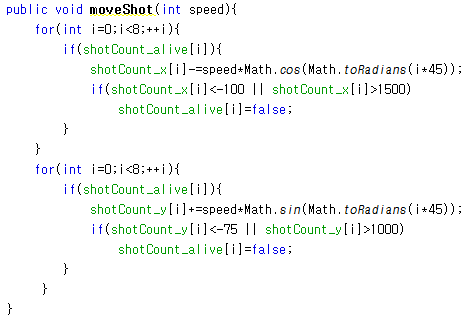 public void moveShot(int speed){
    for(int i=0;i<8;++i){
        if(shotCount_alive[i]){
            shotCount_x[i]-=speed*Math.cos(Math.toRadians(i*45));
            if(shotCount_x[i]<-100 || shotCount_x[i]>1500)
                shotCount_alive[i]=false;
        }
    }
    for(int i=0;i<8;++i){
        if(shotCount_alive[i]){
            shotCount_y[i]+=speed*Math.sin(Math.toRadians(i*45));
            if(shotCount_y[i]<-75 || shotCount_y[i]>1000)
                shotCount_alive[i]=false;
        }
     }
}